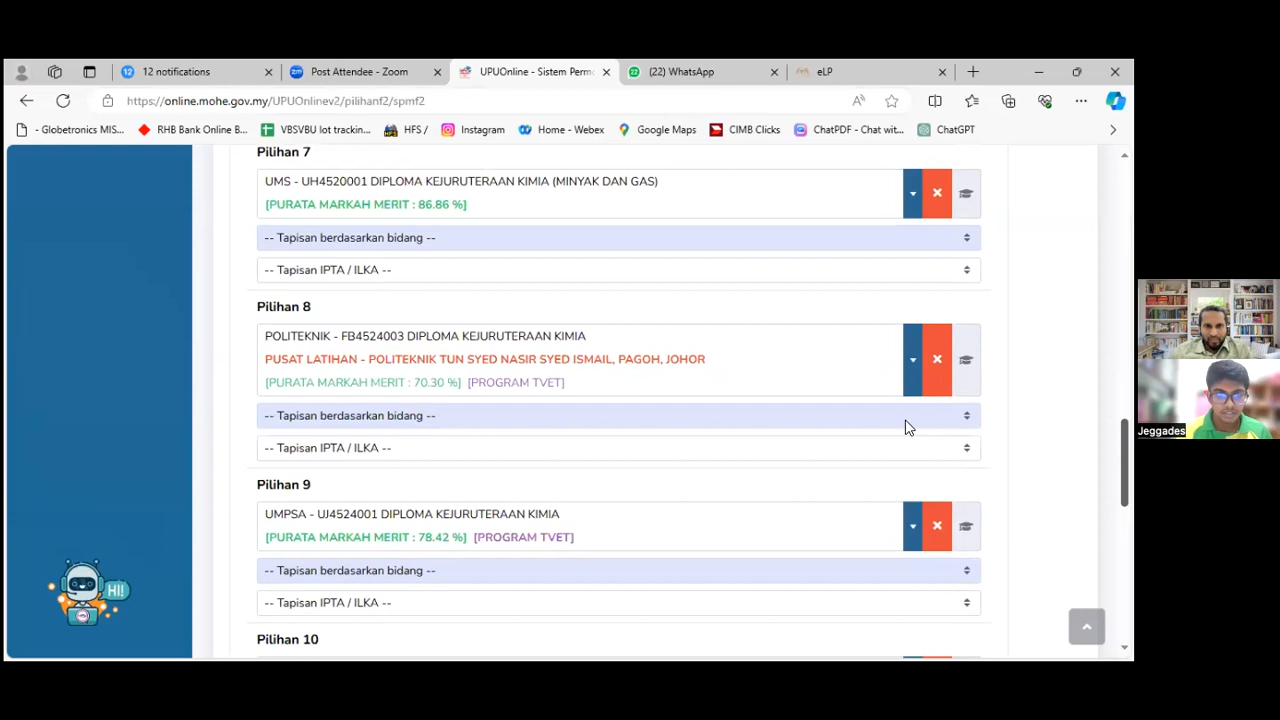 12 notifications
Post Attendee - Zoom
UPUOnline - Sistem Permo
(22) WhatsApp
eLP
https://online.mohe.gov.my/UPUOnlinev2/pilihanf2/spmf2
- Globetronics MIS...
RHB Bank Online B...
VBSVBU lot trackin...
HFS /
Instagram
Home - Webex
Google Maps
CIMB Clicks
ChatPDF - Chat wit...
ChatGPT
Pilihan 7
UMS - UH4520001 DIPLOMA KEJURUTERAAN KIMIA (MINYAK DAN GAS)
[PURATA MARKAH MERIT : 86.86 %]
-- Tapisan berdasarkan bidang --
-- Tapisan IPTA / ILKA --
Pilihan 8
POLITEKNIK - FB4524003 DIPLOMA KEJURUTERAAN KIMIA
PUSAT LATIHAN - POLITEKNIK TUN SYED NASIR SYED ISMAIL, PAGOH, JOHOR
[PURATA MARKAH MERIT : 70.30 %] [PROGRAM TVET]
-- Tapisan berdasarkan bidang --
-- Tapisan IPTA / ILKA --
Pilihan 9
UMPSA - UJ4524001 DIPLOMA KEJURUTERAAN KIMIA
[PURATA MARKAH MERIT : 78.42 %] [PROGRAM TVET]
-- Tapisan berdasarkan bidang --
-- Tapisan IPTA / ILKA --
Pilihan 10
HI!
Jeggades